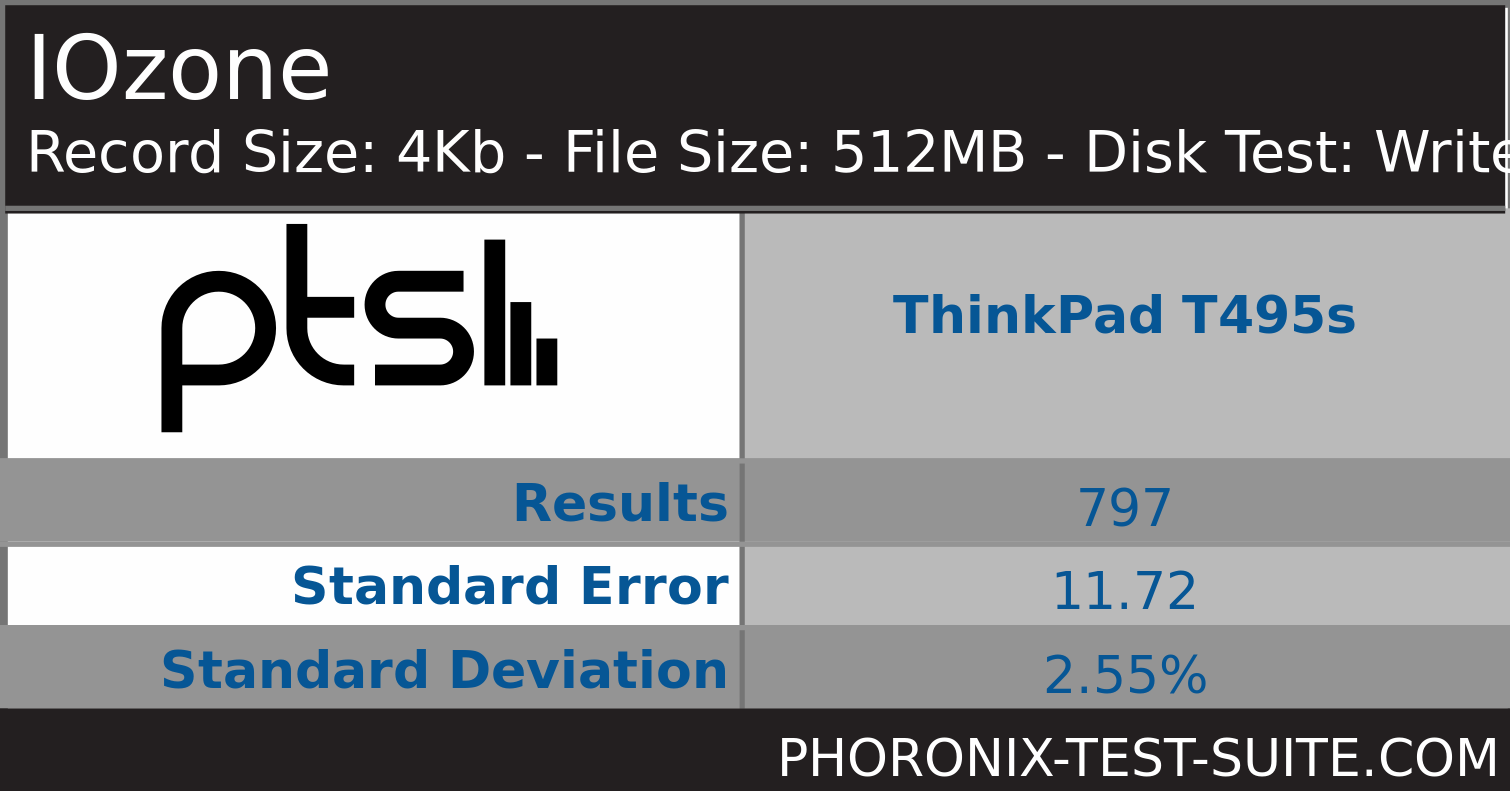 IOzone
Record Size: 4Kb - File Size: 512MB - Disk Test: Write
pts
ThinkPad T495s
Results 797
Standard Error 11.72
Standard Deviation 2.55%
PHORONIX-TEST-SUITE.COM